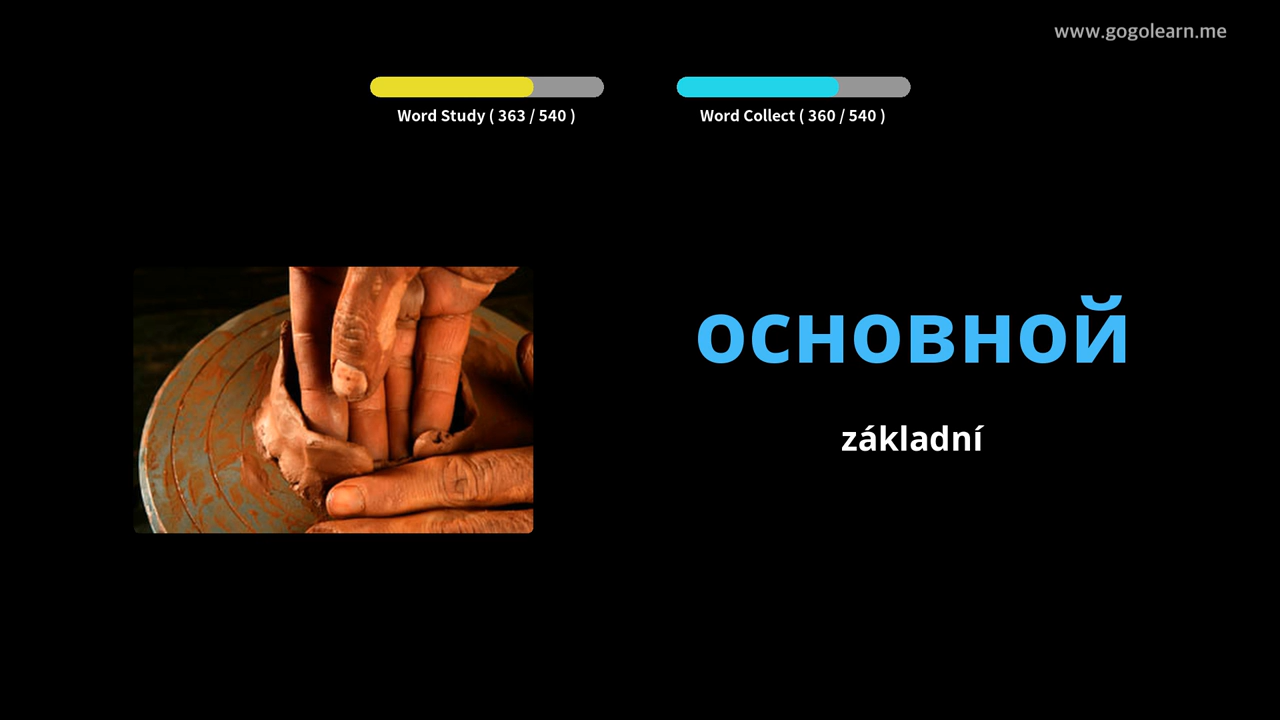 www.gogolearn.me
Word Study ( 363 / 540 )
Word Collect ( 360 / 540 )
основной
základní